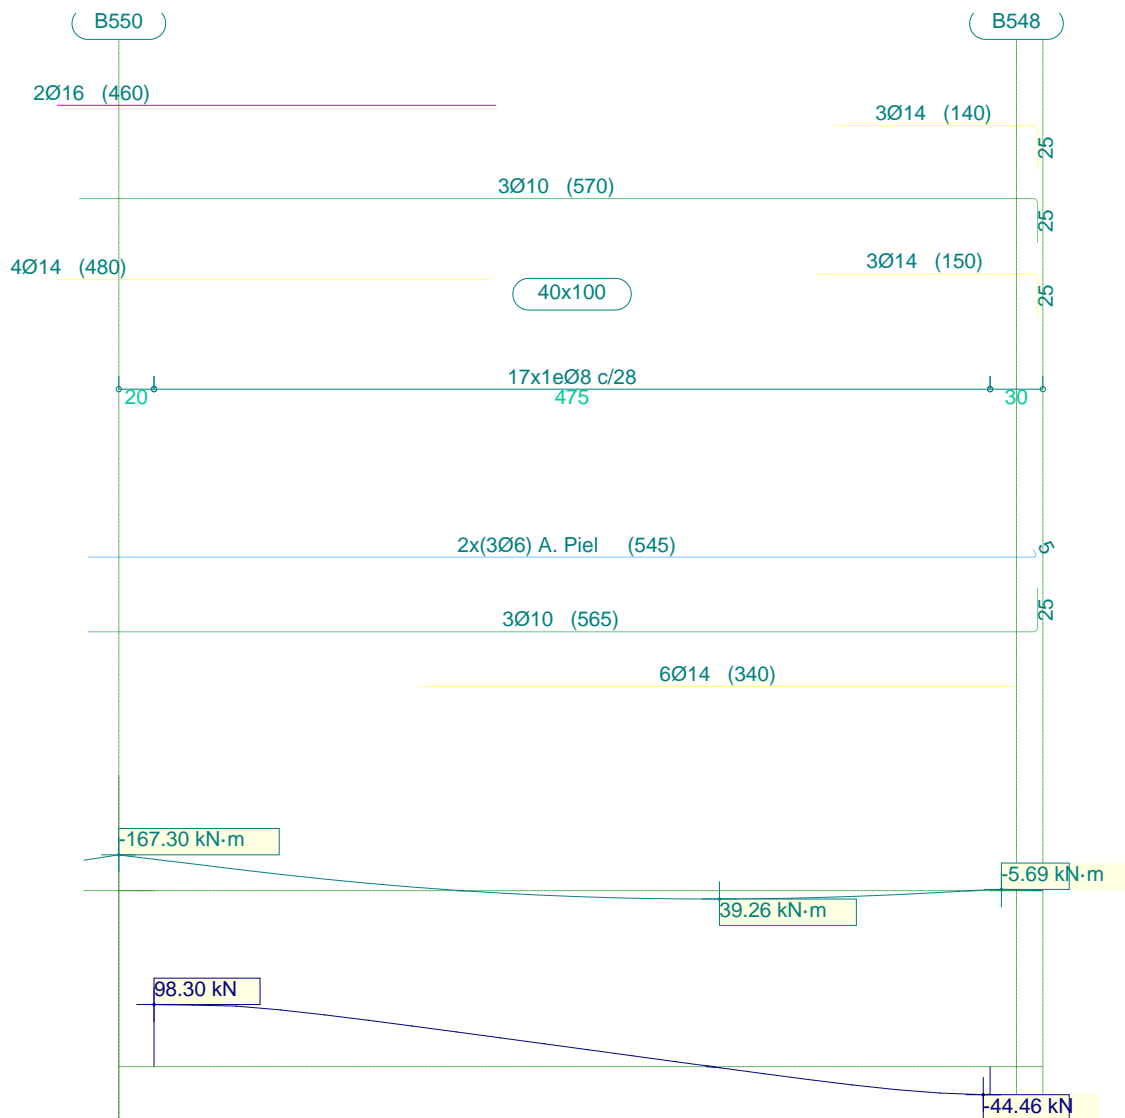 B550
B548
2Ø16 (460)
3Ø14 (140)
25
3Ø10 (570)
25
4Ø14 (480)
3Ø14 (150)
25
40x100
17x1eØ8 c/28
20
475
30
2x(3Ø6) A. Piel (545)
5
3Ø10 (565)
25
6Ø14 (340)
-167.30 kN·m
-5.69 kN·m
39.26 kN·m
98.30 kN
-44.46 kN